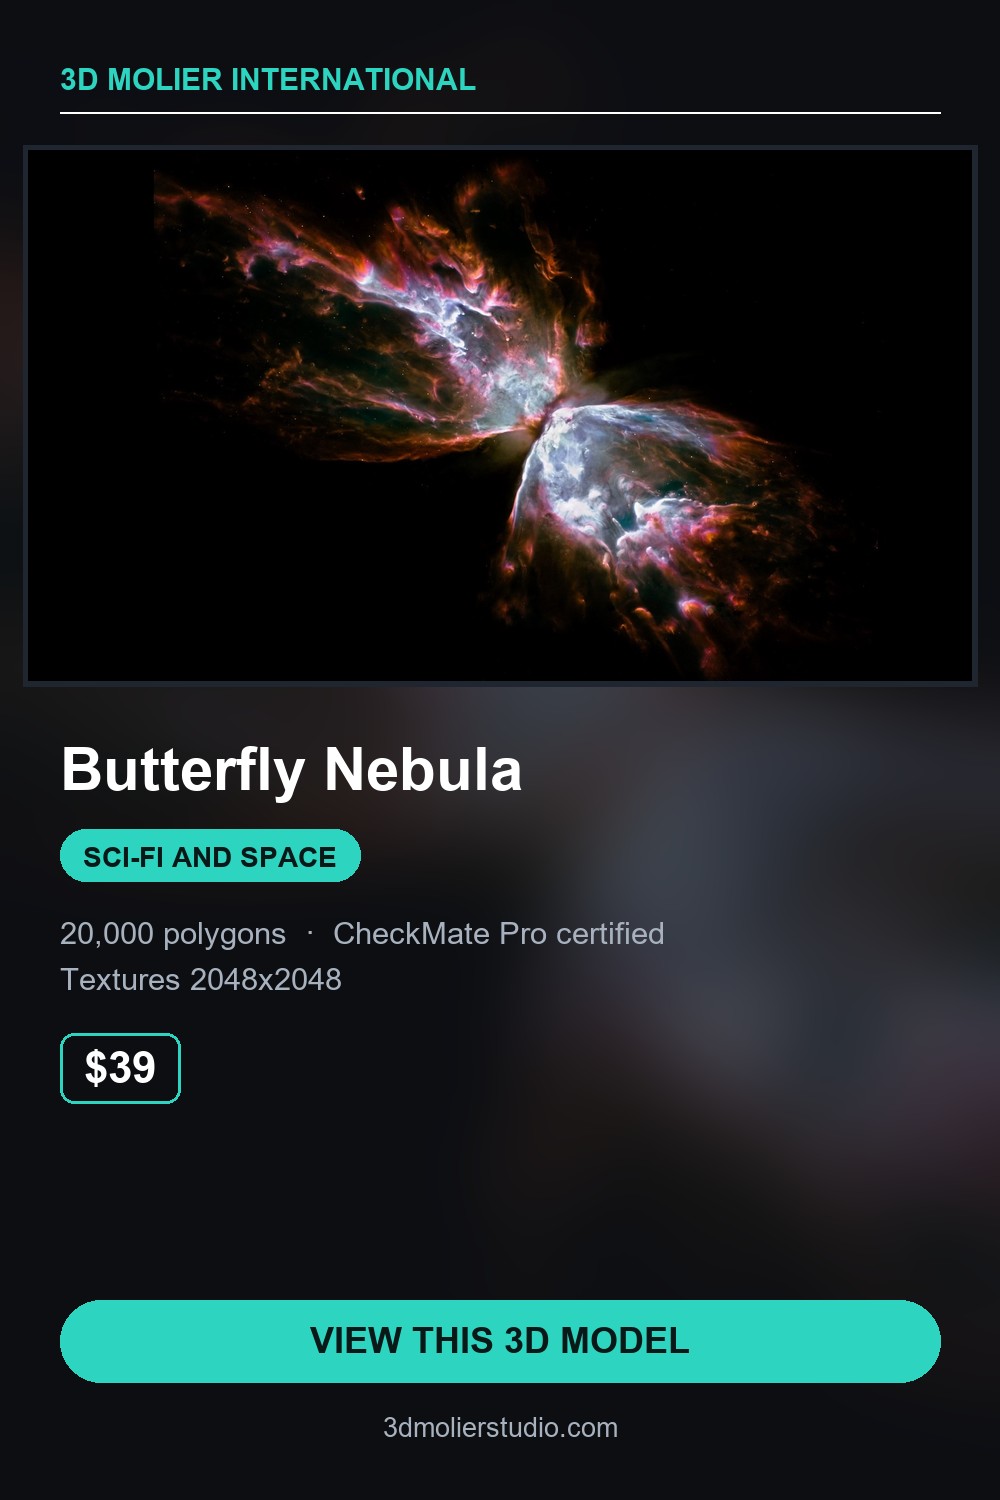 3D MOLIER INTERNATIONAL
Butterfly Nebula
SCI-FI AND SPACE
20,000 polygons · CheckMate Pro certified
Textures 2048x2048
$39
VIEW THIS 3D MODEL
3dmolierstudio.com